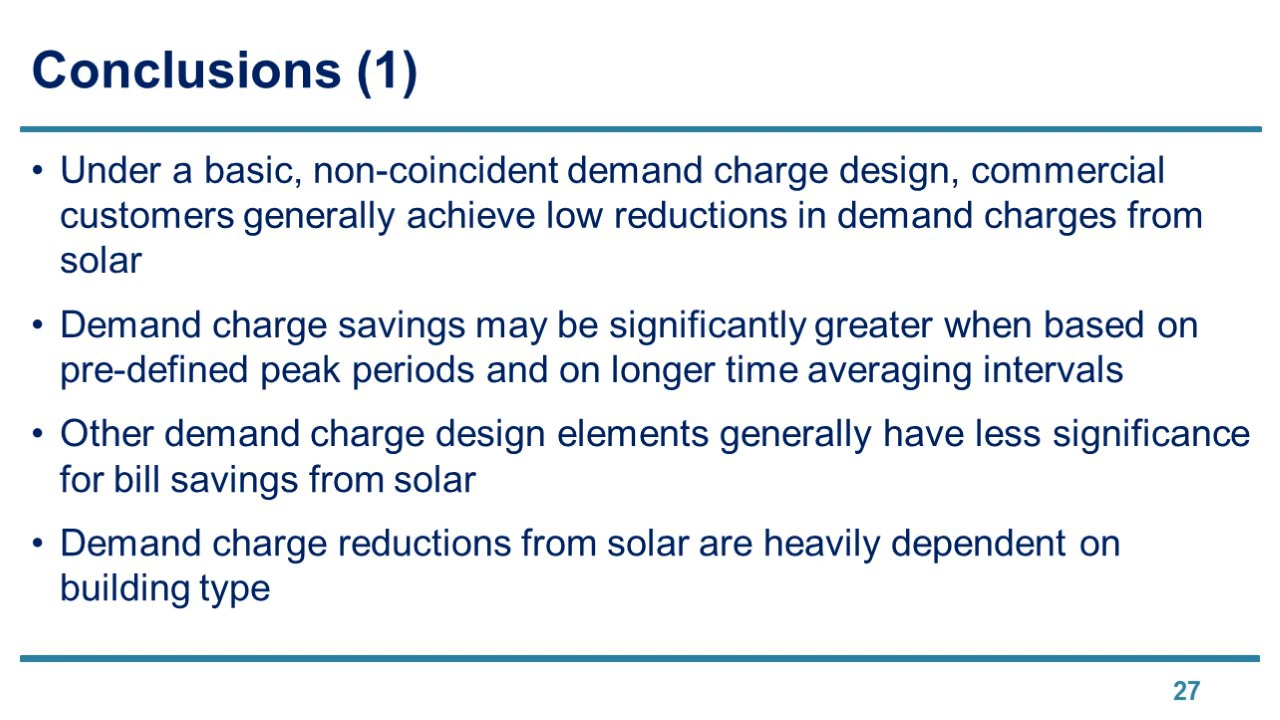 Conclusions (1)
• Under a basic, non-coincident demand charge design, commercial
customers generally achieve low reductions in demand charges from
solar
• Demand charge savings may be significantly greater when based on
pre-defined peak periods and on longer time averaging intervals
• Other demand charge design elements generally have less significance
for bill savings from solar
• Demand charge reductions from solar are heavily dependent on
building type
27